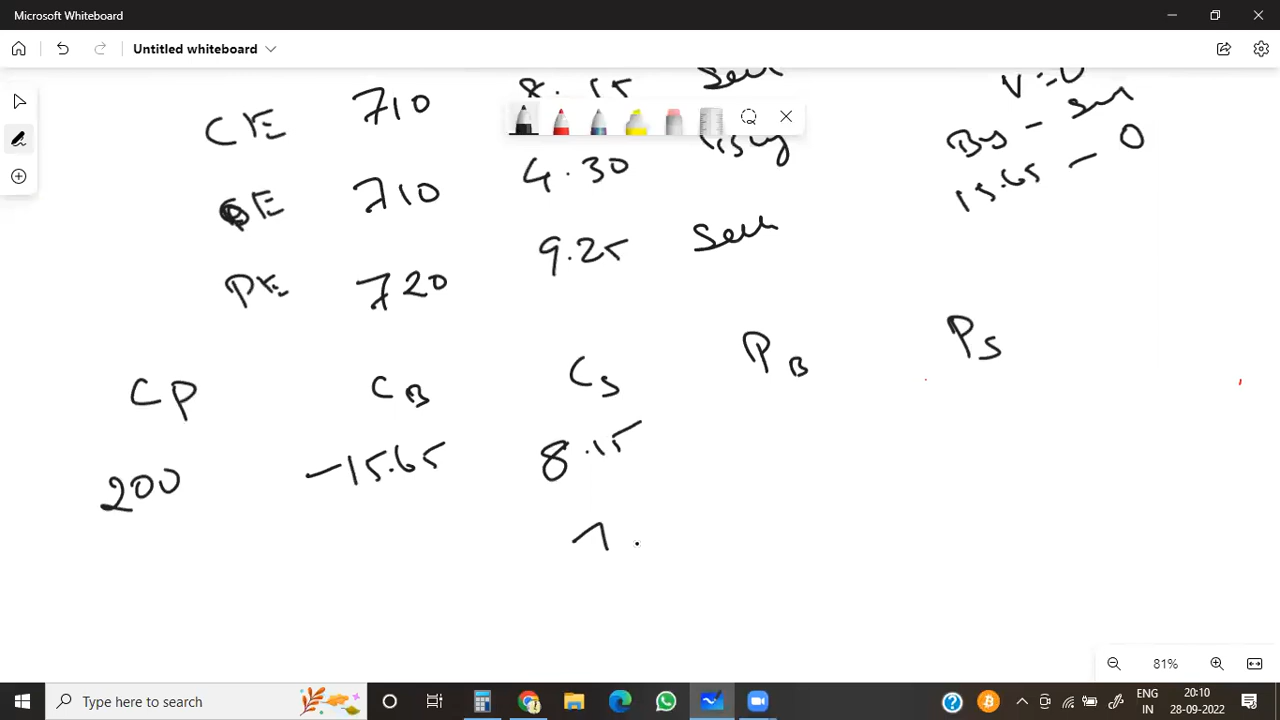 Microsoft Whiteboard
Untitled whiteboard
CE 710 8.15 Sell
PE 710 4.30 Buy
PE 720 9.25 Sell
V = 0
15.65 - 0
CP CB CS PB PS
200 -15.65 8.15
81%
Type here to search
ENG
IN
20:10
28-09-2022